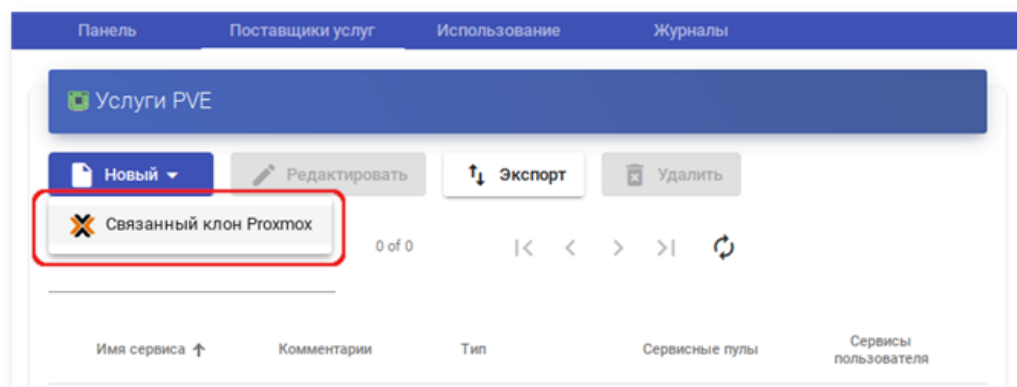 Панель Поставщики услуг Использование Журналы
Услуги PVE
Новый Редактировать Экспорт Удалить
Связанный клон Proxmox
0 of 0
Имя сервиса Комментарии Тип Сервисные пулы Сервисы пользователя